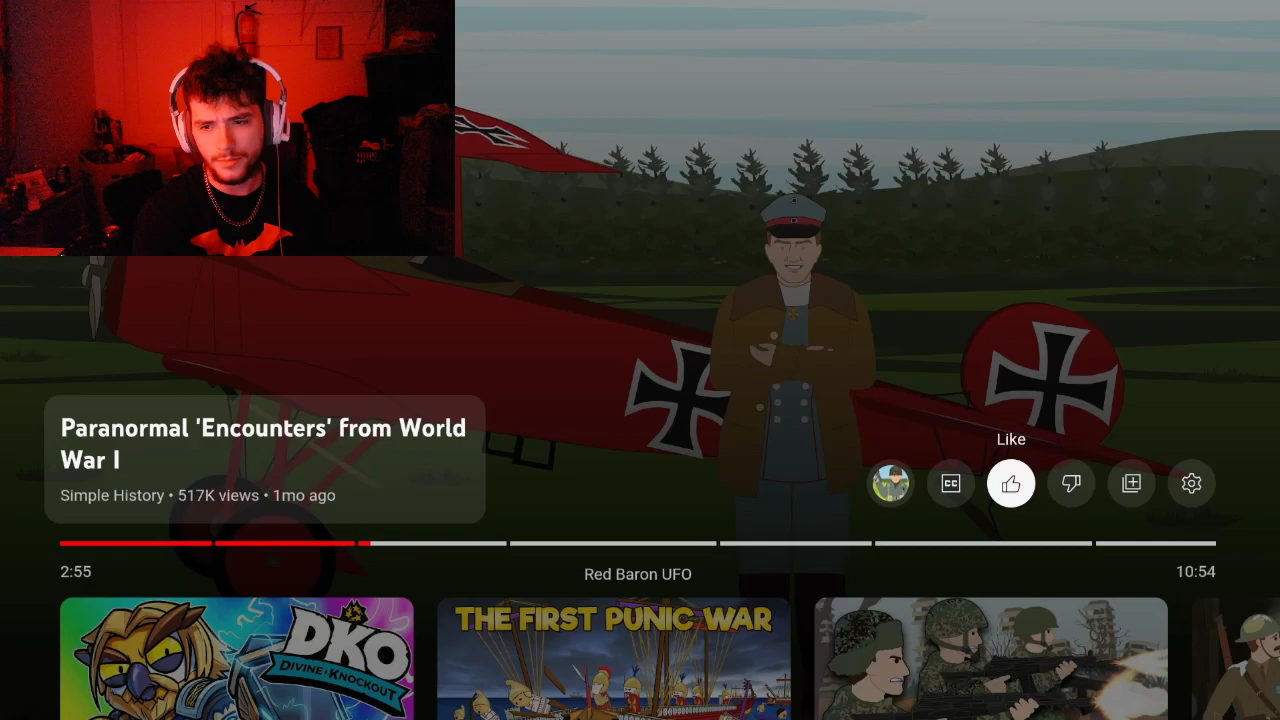 Paranormal 'Encounters' from World
War I
Simple History • 517K views • 1mo ago
Like
CC
2:55
Red Baron UFO
10:54
DKO
DIVINE KNOCKOUT
THE FIRST PUNIC WAR